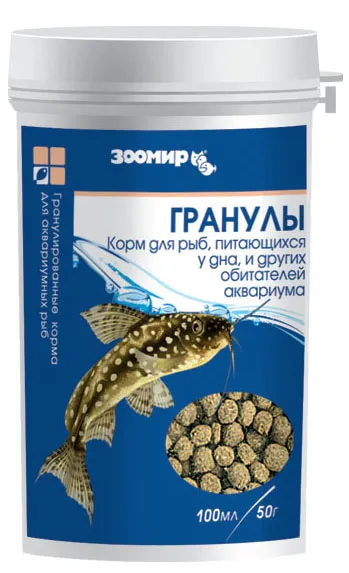 ЗООМИР
ГРАНУЛЫ
Корм для рыб, питающихся
у дна, и других
обитателей
аквариума
Гранулированные корма
для аквариумных рыб
100мл / 50г